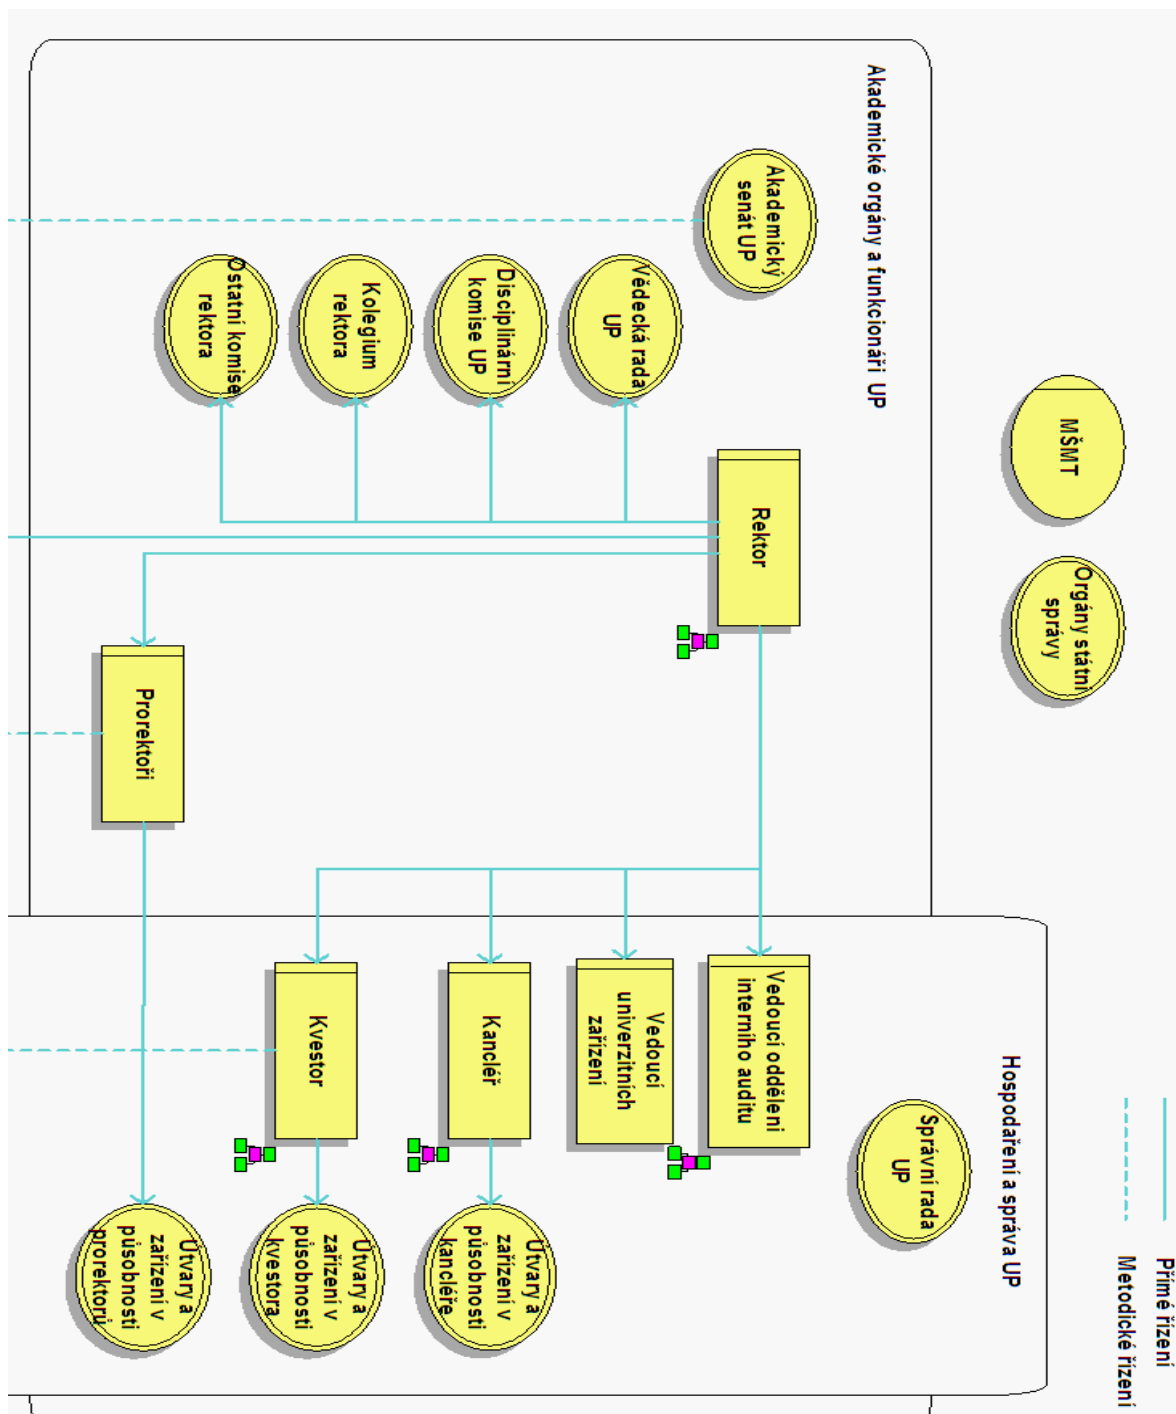 Přímé řízení
Metodické řízení
MŠMT
Orgány státní
správy
Akademické orgány a funkcionáři  UP
Hospodaření a správa UP
Správní rada
UP
Akademický
senát UP
Rektor
Vedoucí oddělení
interního auditu
Vědecká rada
UP
Vedoucí
univerzitních
zařízení
Disciplinární
komise UP
Kancléř
Útvary a
zařízení v
působnosti
kancléře
Kolegium
rektora
Kvestor
Útvary a
zařízení v
působnosti
kvestora
Ostatní komise
rektora
Prorektoři
Útvary a
zařízení v
působnosti
prorektorů